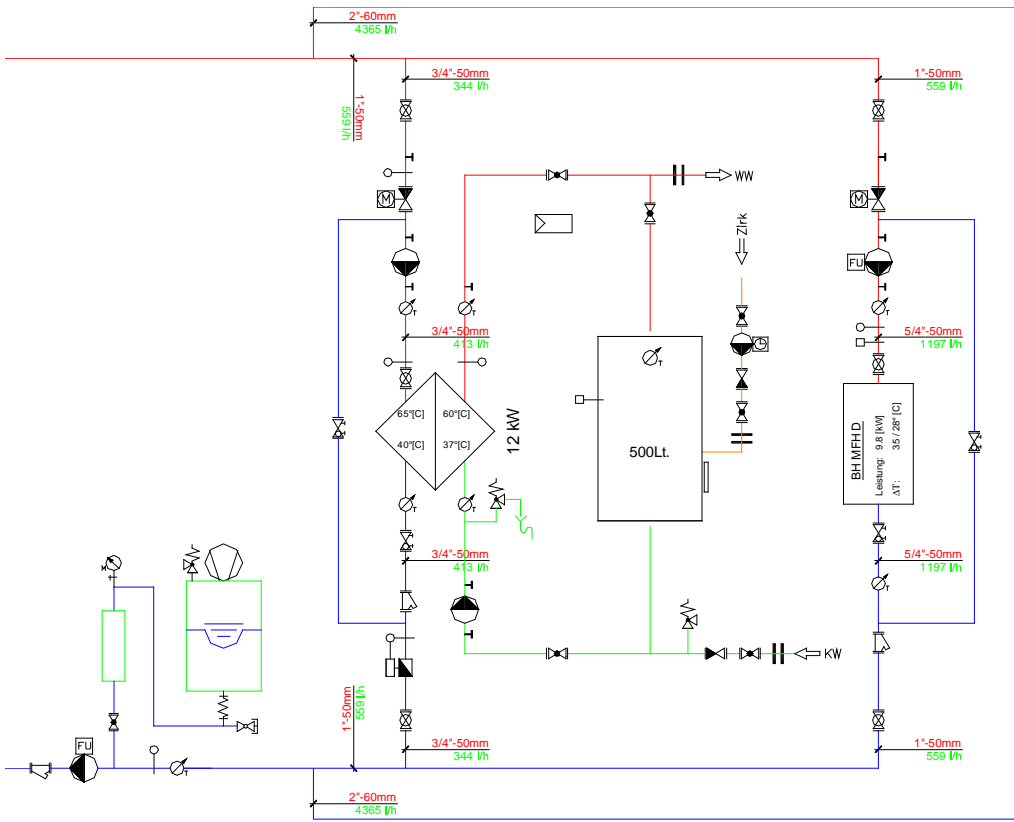 2"-60mm
4365 l/h
3/4"-50mm
344 l/h
1"-50mm
559 l/h
1"-50mm
559 l/h
M
WW
M
Zirk
FU
T
T
T
3/4"-50mm
413 l/h
5/4"-50mm
1197 l/h
T
65°[C]
60°[C]
40°[C]
37°[C]
12 kW
500Lt.
BH MFH D
Leistung: 9.8 [kW]
ΔT: 35 / 28° [C]
T
T
3/4"-50mm
413 l/h
5/4"-50mm
1197 l/h
M
T
KW
1"-50mm
559 l/h
FU
3/4"-50mm
344 l/h
1"-50mm
559 l/h
T
2"-60mm
4365 l/h